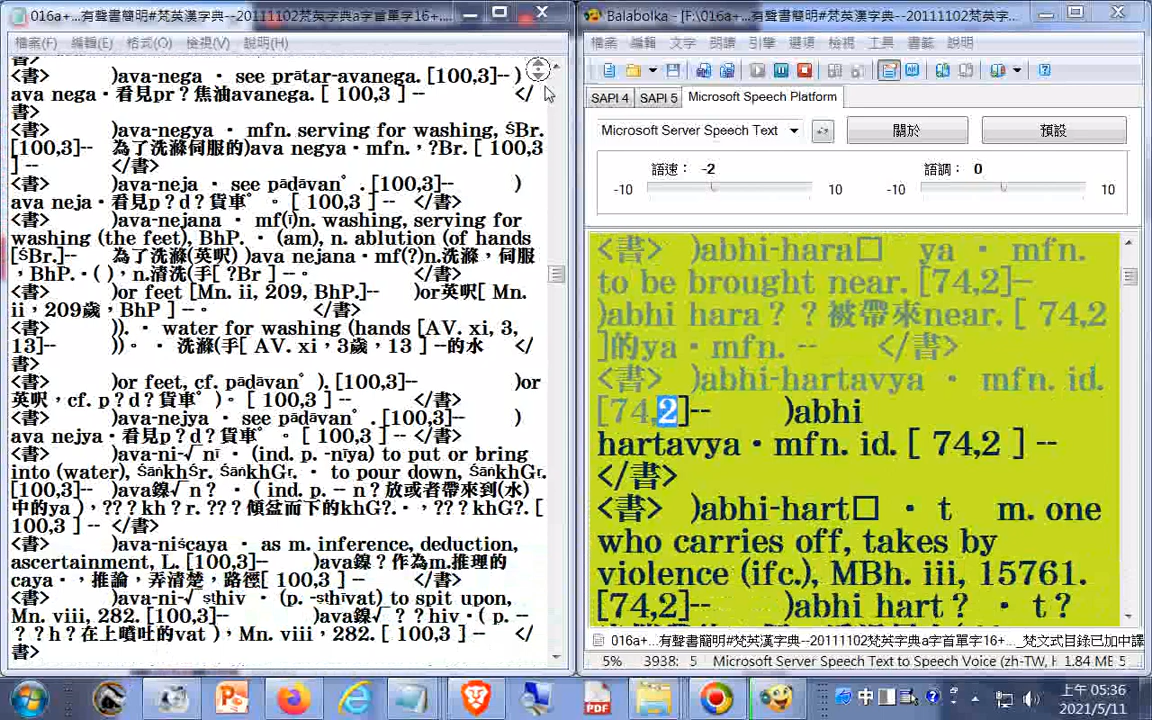 016a+...有聲書簡明#梵英漢字典--20111102梵英字典a字首單字16+...
檔案(F) 編輯(E) 格式(O) 檢視(V) 說明(H)
書>
<書> )ava-nega · see prātar-avanega. [100,3]-- )
ava nega·看見pr?焦油avanega. [ 100,3 ] -- </
書>
<書> )ava-negya · mfn. serving for washing, ŚBr.
[100,3]-- 為了洗滌伺服的)ava negya·mfn.,?Br. [ 100,3
] -- </書>
<書> )ava-neja · see pādāvan°. [100,3]-- )
ava neja·看見p?d?貨車°。[ 100,3 ] -- </書>
<書> )ava-nejana · mf(ī)n. washing, serving for
washing (the feet), BhP. · (am), n. ablution (of hands
[ŚBr.]-- 為了洗滌(英呎) )ava nejana·mf(?)n.洗滌,伺服
,BhP.·( ),n.清洗(手[ ?Br ] --。 </書>
<書> )or feet [Mn. ii, 209, BhP.]-- )or英呎[ Mn.
ii,209歲,BhP.] --。 </書>
<書> )). · water for washing (hands [AV. xi, 3,
13]-- ))。· 洗滌(手[ AV. xi,3歲,13 ] --的水 </
書>
<書> )or feet, cf. pādāvan° ). [100,3]-- )or
英呎,cf. p?d?貨車°)。[ 100,3 ] -- </書>
<書> )ava-nejya · see pādāvan°. [100,3]-- )
ava nejya·看見p?d?貨車°。[ 100,3 ] -- </書>
<書> )ava-ni-√ nī · (ind. p. -nīya) to put or bring
into (water), ŚāṅkhŚr. ŚāṅkhGṛ. · to pour down, ŚāṅkhGṛ.
[100,3]-- )ava鎳√ n?·( ind. p. – n?放或者帶來到(水)
中的ya ),???kh?r. ???傾盆而下的khG?.·,???khG?. [
100,3 ] -- </書>
<書> )ava-niścaya · as m. inference, deduction,
ascertainment, L. [100,3]-- )ava鎳?作為m.推理的
caya·,推論,弄清楚,路徑[ 100,3 ] -- </書>
<書> )ava-ni-√ ṣṭhiv · (p. -ṣṭhīvat) to spit upon,
Mn. viii, 282. [100,3]-- )ava鎳√ ??hiv·( p. –
??h?在上噴吐的vat ),Mn. viii,282. [ 100,3 ] -- </
書>
Balabolka - [F:\016a+...有聲書簡明#梵英漢字典--20111102梵英字...
檔案 編輯 文字 朗讀 引擎 選項 檢視 工具 書籤 說明
SAPI 4 SAPI 5 Microsoft Speech Platform
Microsoft Server Speech Text 關於 預設
語速: -2 語調: 0
-10 10 -10 10
<書> )abhi-hara□ ya · mfn.
to be brought near. [74,2]--
)abhi hara??被帶來near. [ 74,2
]的ya·mfn. -- </書>
<書> )abhi-hartavya · mfn. id.
[74,2]-- )abhi
hartavya·mfn. id. [ 74,2 ] --
</書>
<書> )abhi-hart□ · t m. one
who carries off, takes by
violence (ifc.), MBh. iii, 15761.
[74,2]-- )abhi hart? · t?
016a+...有聲書簡明#梵英漢字典--20111102梵英字典a字首單字16+..._梵文式目錄已加中譯
5% 3938: 5 Microsoft Server Speech Text to Speech Voice (zh-TW, H 1.84 ME 5
中
上午 05:36
2021/5/11